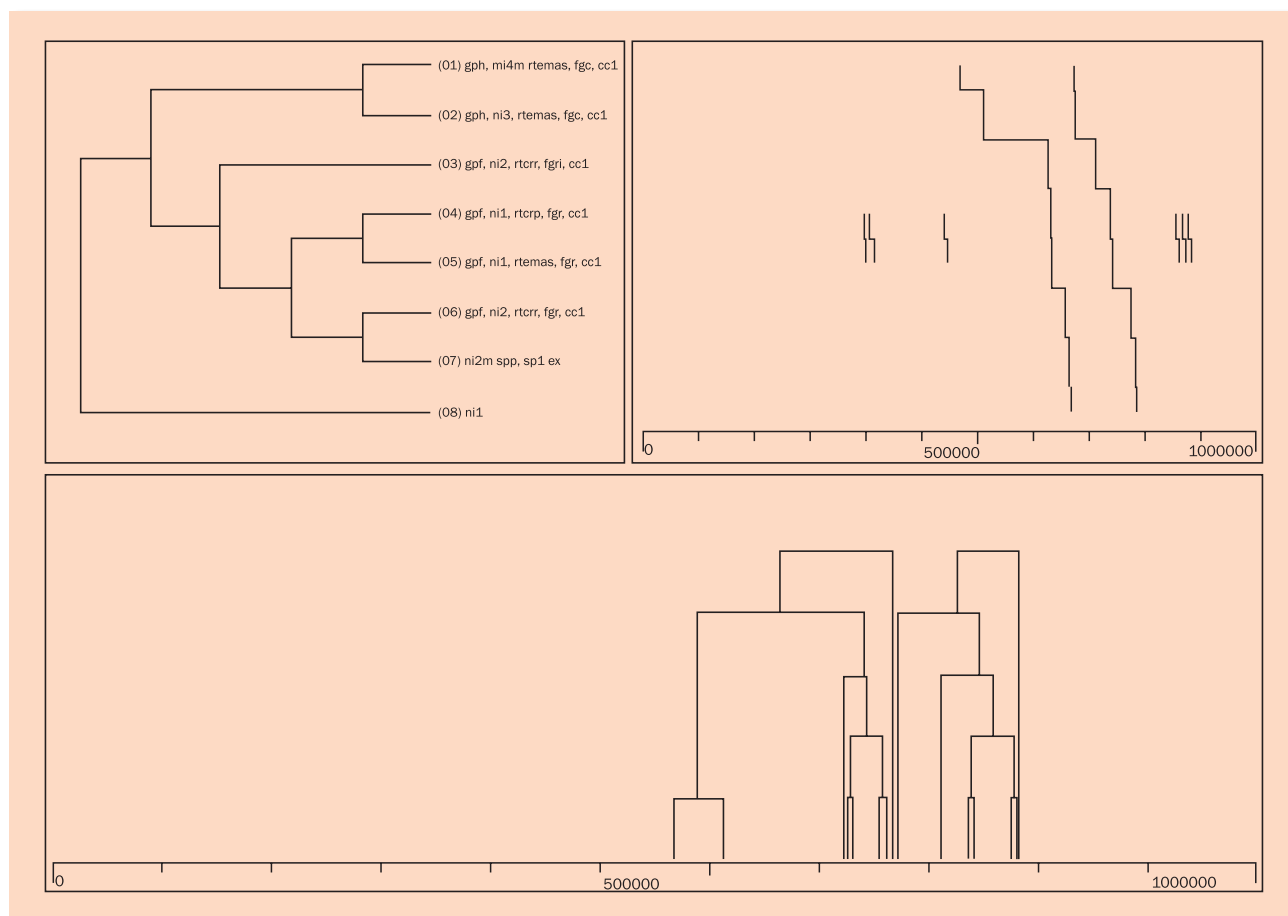 (01) gph, mi4m rtemas, fgc, cc1
(02) gph, ni3, rtemas, fgc, cc1
(03) gpf, ni2, rtcrr, fgri, cc1
(04) gpf, ni1, rtcrp, fgr, cc1
(05) gpf, ni1, rtemas, fgr, cc1
(06) gpf, ni2, rtcrr, fgr, cc1
(07) ni2m spp, sp1 ex
(08) ni1
0 500000 1000000
0 500000 1000000